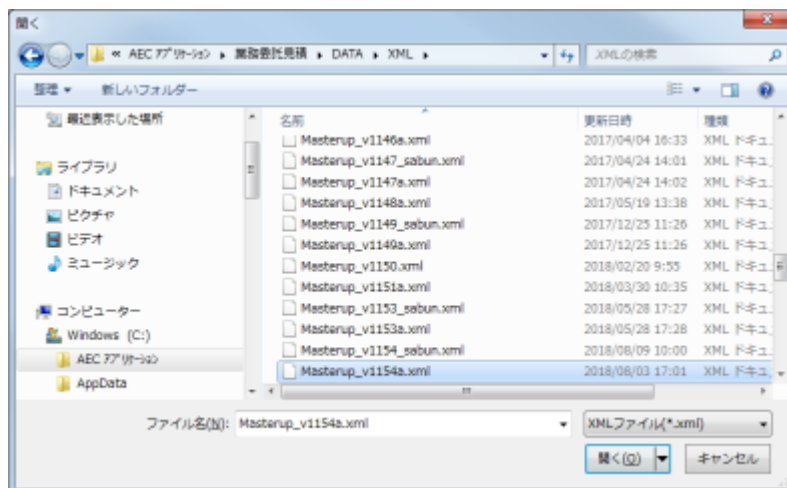 開く
« AEC ｱﾌﾟﾘｹｰｼｮﾝ ▸ 業務委託見積 ▸ DATA ▸ XML ▸
XMLの検索
整理 ▾ 新しいフォルダー
最近表示した場所
ライブラリ
ドキュメント
ピクチャ
ビデオ
ミュージック
コンピューター
Windows (C:)
AEC ｱﾌﾟﾘｹｰｼｮﾝ
AppData
名前 更新日時 種類
Masterup_v1146a.xml 2017/04/04 16:33 XML ドキュ
Masterup_v1147_sabun.xml 2017/04/24 14:01 XML ドキュ
Masterup_v1147a.xml 2017/04/24 14:02 XML ドキュ
Masterup_v1148a.xml 2017/05/19 13:38 XML ドキュ
Masterup_v1149_sabun.xml 2017/12/25 11:26 XML ドキュ
Masterup_v1149a.xml 2017/12/25 11:26 XML ドキュ
Masterup_v1150.xml 2018/02/20 9:55 XML ドキュ
Masterup_v1151a.xml 2018/03/30 10:35 XML ドキュ
Masterup_v1153_sabun.xml 2018/05/28 17:27 XML ドキュ
Masterup_v1153a.xml 2018/05/28 17:28 XML ドキュ
Masterup_v1154_sabun.xml 2018/08/09 10:00 XML ドキュ
Masterup_v1154a.xml 2018/08/03 17:01 XML ドキュ
ファイル名(N): Masterup_v1154a.xml XMLファイル(*.xml)
開く(O) キャンセル